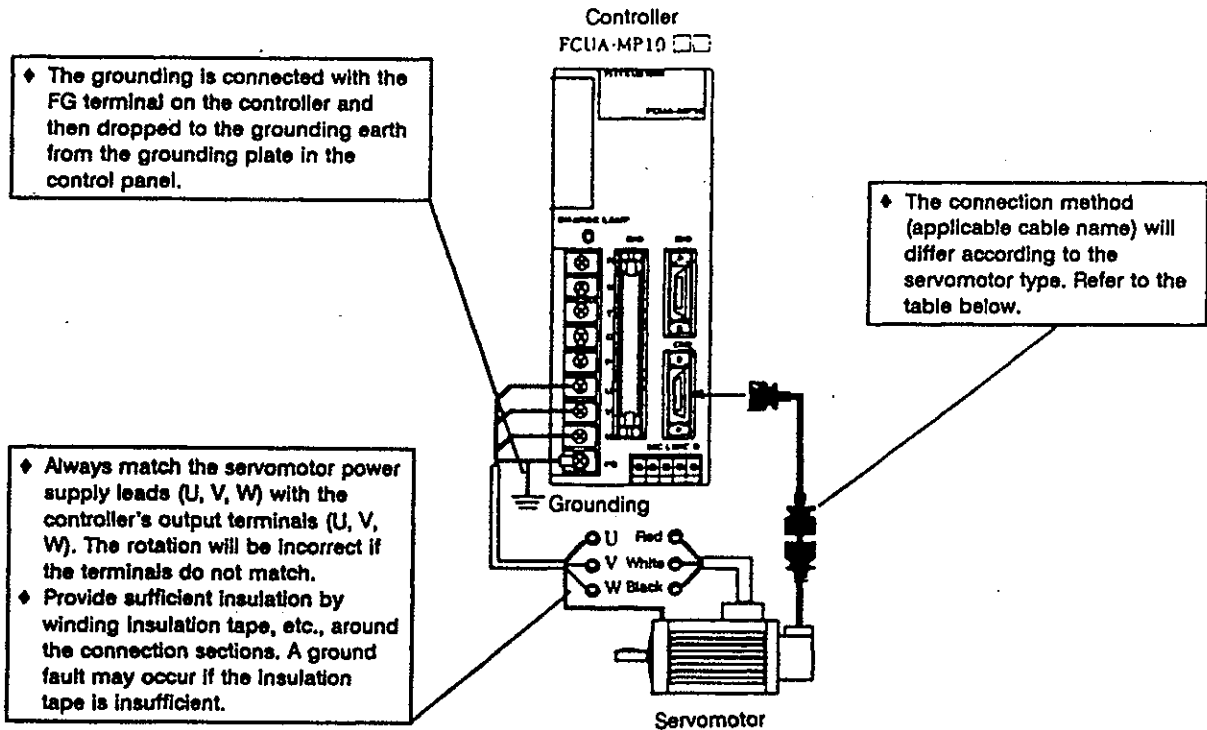 Controller
FCUA-MP10 □□
♦ The grounding is connected with the
FG terminal on the controller and
then dropped to the grounding earth
from the grounding plate in the
control panel.
FCUA-MP10
CHARGE LAMP
♦ The connection method
(applicable cable name) will
differ according to the
servomotor type. Refer to the
table below.
♦ Always match the servomotor power
supply leads (U, V, W) with the
controller's output terminals (U, V,
W). The rotation will be incorrect if
the terminals do not match.
♦ Provide sufficient insulation by
winding insulation tape, etc., around
the connection sections. A ground
fault may occur if the insulation
tape is insufficient.
Grounding
U Red
V White
W Black
Servomotor